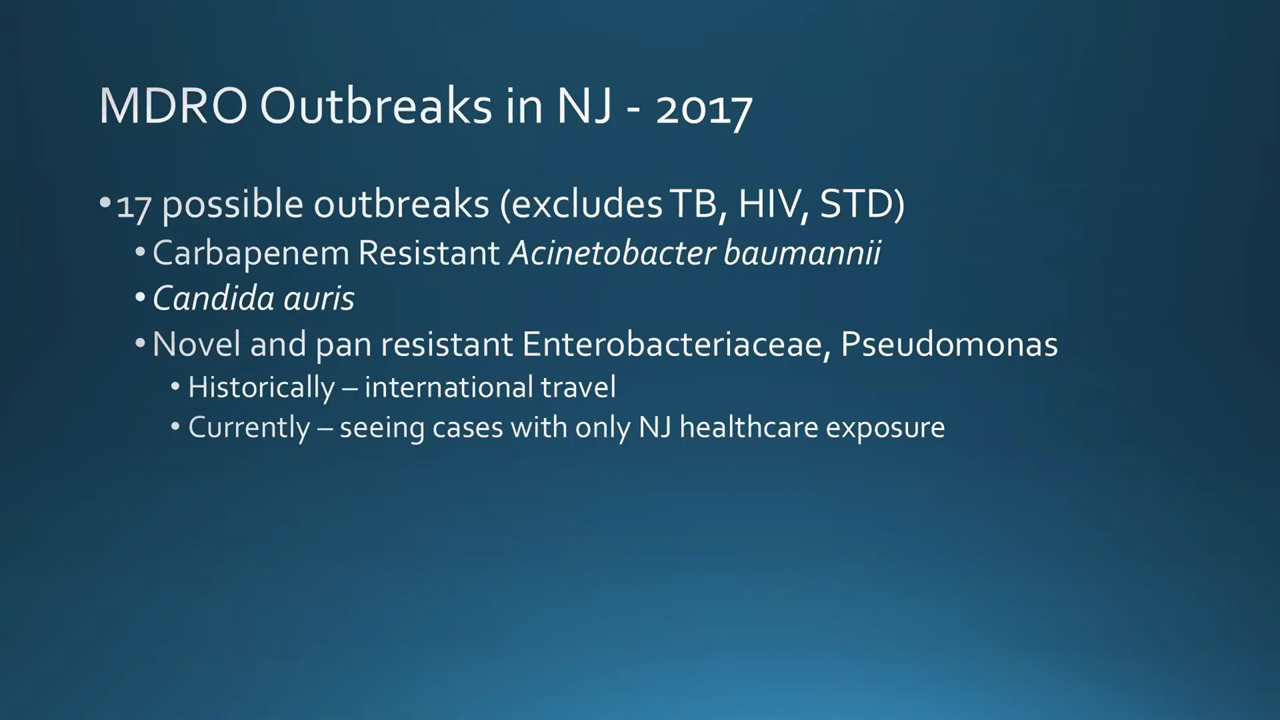 MDRO Outbreaks in NJ - 2017
•17 possible outbreaks (excludes TB, HIV, STD)
•Carbapenem Resistant Acinetobacter baumannii
•Candida auris
•Novel and pan resistant Enterobacteriaceae, Pseudomonas
•Historically – international travel
•Currently – seeing cases with only NJ healthcare exposure